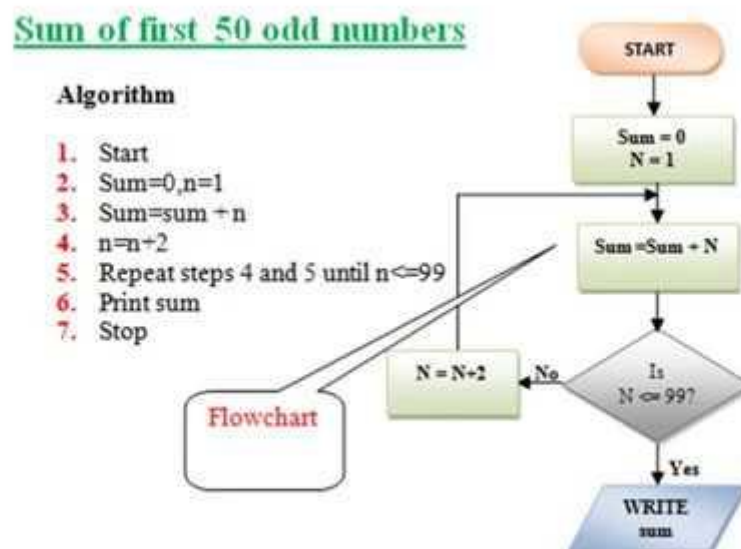 Sum of first 50 odd numbers
Algorithm
1. Start
2. Sum=0,n=1
3. Sum=sum + n
4. n=n+2
5. Repeat steps 4 and 5 until n<=99
6. Print sum
7. Stop
Flowchart
START
Sum = 0
N = 1
Sum =Sum + N
Is
N <= 99?
No
N = N+2
Yes
WRITE
sum